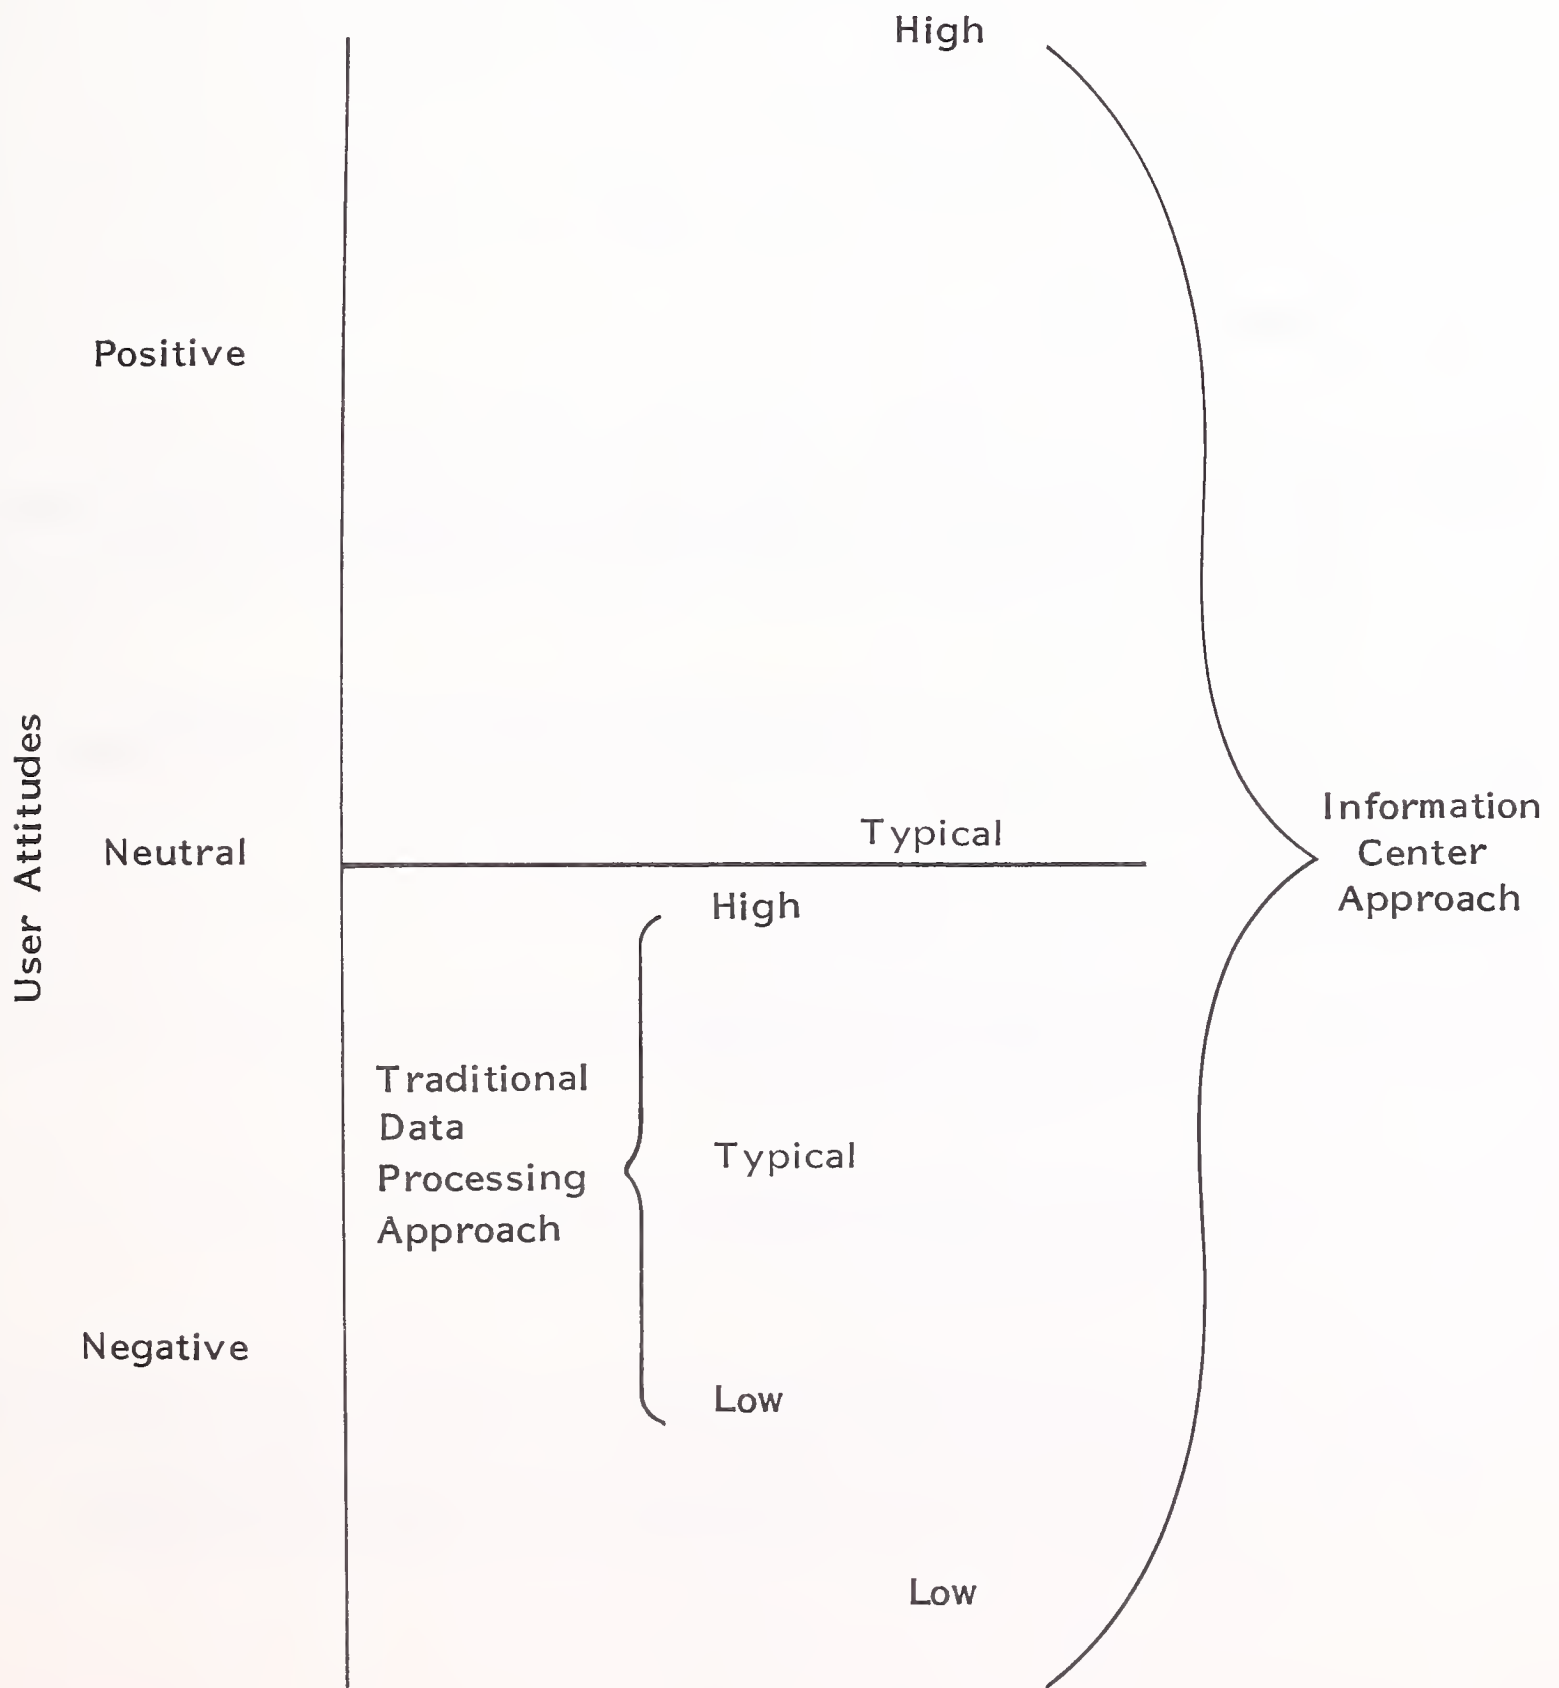 High
Positive
User Attitudes
Neutral
Typical
Information
Center
Approach
High
Traditional
Data
Processing
Approach
Typical
Negative
Low
Low